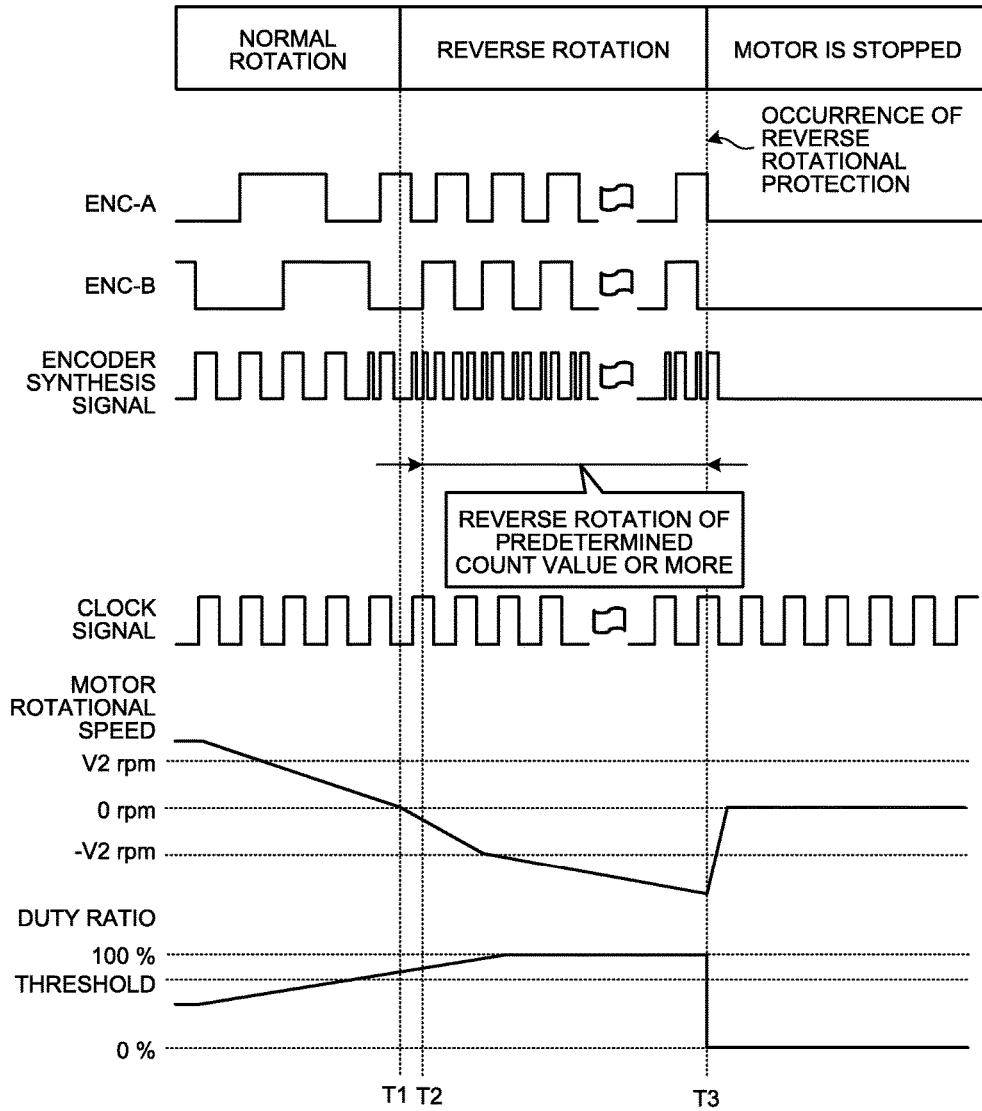 NORMAL
ROTATION
REVERSE ROTATION
MOTOR IS STOPPED
OCCURRENCE OF
REVERSE
ROTATIONAL
PROTECTION
ENC-A
ENC-B
ENCODER
SYNTHESIS
SIGNAL
REVERSE ROTATION OF
PREDETERMINED
COUNT VALUE OR MORE
CLOCK
SIGNAL
MOTOR
ROTATIONAL
SPEED
V2 rpm
0 rpm
-V2 rpm
DUTY RATIO
100 %
THRESHOLD
0 %
T1 T2 T3